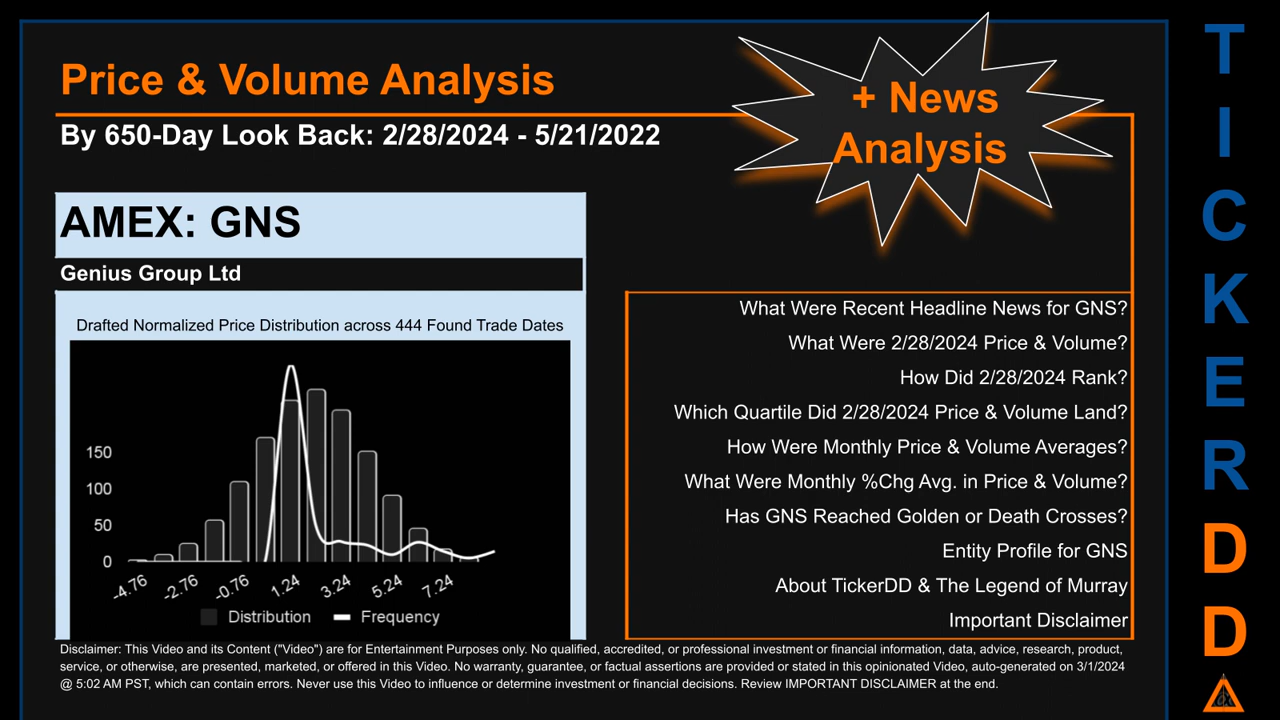 Price & Volume Analysis
+ News
Analysis
By 650-Day Look Back: 2/28/2024 - 5/21/2022
AMEX: GNS
Genius Group Ltd
Drafted Normalized Price Distribution across 444 Found Trade Dates
150
100
50
0
-4.76 -2.76 -0.76 1.24 3.24 5.24 7.24
Distribution Frequency
What Were Recent Headline News for GNS?
What Were 2/28/2024 Price & Volume?
How Did 2/28/2024 Rank?
Which Quartile Did 2/28/2024 Price & Volume Land?
How Were Monthly Price & Volume Averages?
What Were Monthly %Chg Avg. in Price & Volume?
Has GNS Reached Golden or Death Crosses?
Entity Profile for GNS
About TickerDD & The Legend of Murray
Important Disclaimer
Disclaimer: This Video and its Content ("Video") are for Entertainment Purposes only. No qualified, accredited, or professional investment or financial information, data, advice, research, product,
service, or otherwise, are presented, marketed, or offered in this Video. No warranty, guarantee, or factual assertions are provided or stated in this opinionated Video, auto-generated on 3/1/2024
@ 5:02 AM PST, which can contain errors. Never use this Video to influence or determine investment or financial decisions. Review IMPORTANT DISCLAIMER at the end.
T
I
C
K
E
R
D
D